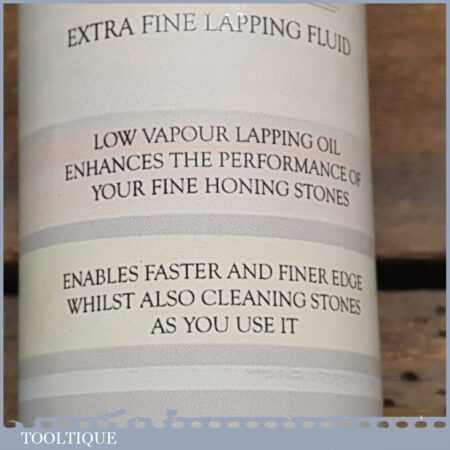 EXTRA FINE LAPPING FLUID
LOW VAPOUR LAPPING OIL
ENHANCES THE PERFORMANCE OF
YOUR FINE HONING STONES
ENABLES FASTER AND FINER EDGE
WHILST ALSO CLEANING STONES
AS YOU USE IT
TOOLTIQUE